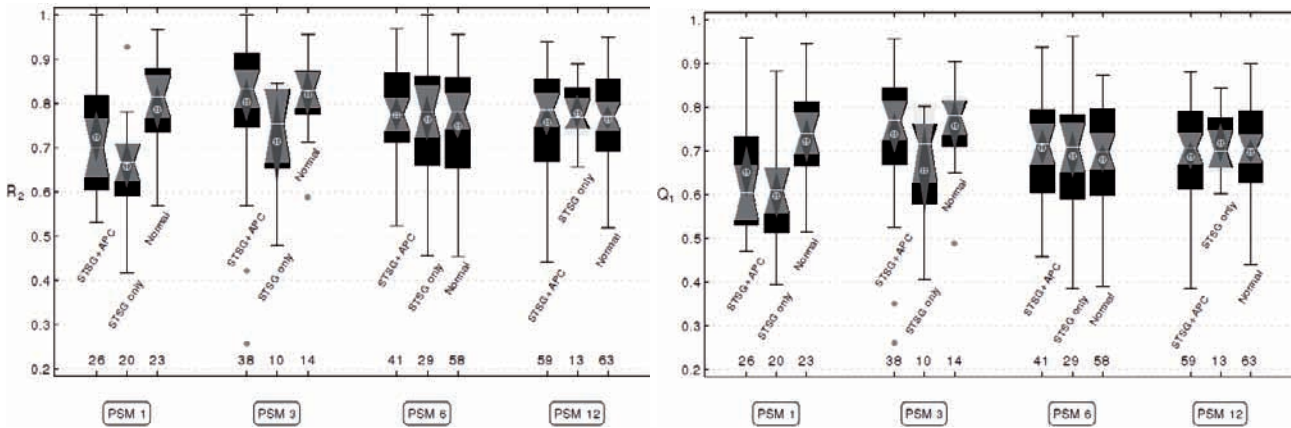 1.
0.9
0.8
0.7
R2
0.6
0.5
0.4
0.3
0.2
STSG+APC
STSG only
Normal
STSG+APC
STSG only
Normal
STSG+APC
STSG only
Normal
STSG+APC
STSG only
Normal
26 20 23 38 10 14 41 29 58 59 13 63
PSM 1 PSM 3 PSM 6 PSM 12
1.
0.9
0.8
0.7
Q1
0.6
0.5
0.4
0.3
0.2
STSG+APC
STSG only
Normal
STSG+APC
STSG only
Normal
STSG+APC
STSG only
Normal
STSG+APC
STSG only
Normal
26 20 23 38 10 14 41 29 58 59 13 63
PSM 1 PSM 3 PSM 6 PSM 12